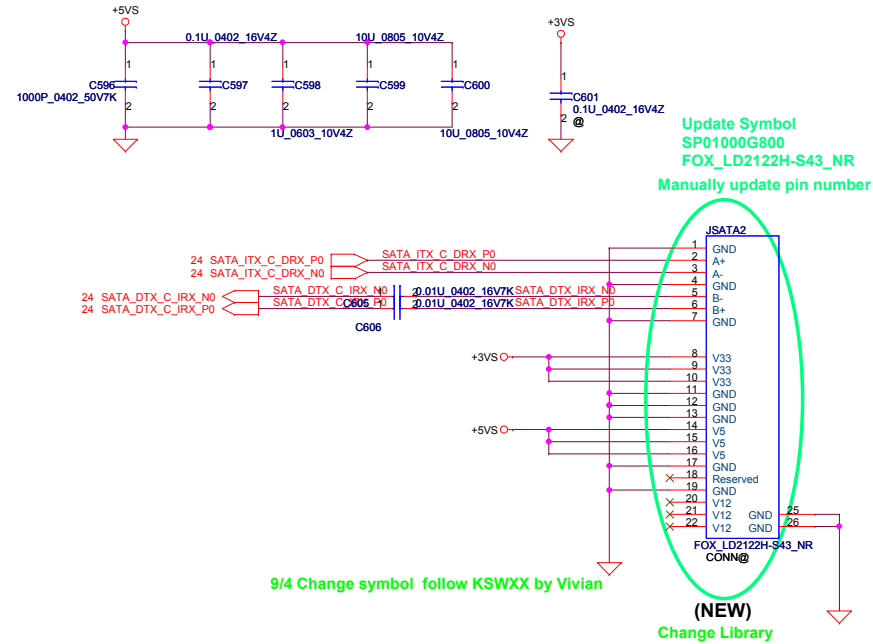 +5VS
+3VS
0.1U_0402_16V4Z
10U_0805_10V4Z
1
1
1
1
1
1
C596
C597
C598
C599
C600
C601
1000P_0402_50V7K
0.1U_0402_16V4Z
2
2
2
2
2
2
@
1U_0603_10V4Z
10U_0805_10V4Z
Update Symbol
SP01000G800
FOX_LD2122H-S43_NR
Manually update pin number
JSATA2
1 GND
24 SATA_ITX_C_DRX_P0 SATA_ITX_C_DRX_P0 2 A+
24 SATA_ITX_C_DRX_N0 SATA_ITX_C_DRX_N0 3 A-
4 GND
24 SATA_DTX_C_IRX_N0 SATA_DTX_C_IRX_N0 1 2 0.01U_0402_16V7K SATA_DTX_IRX_N0 5 B-
24 SATA_DTX_C_IRX_P0 SATA_DTX_C_IRX_P0 C605 1 2 0.01U_0402_16V7K SATA_DTX_IRX_P0 6 B+
7 GND
C606
+3VS 8 V33
9 V33
10 V33
11 GND
12 GND
13 GND
+5VS 14 V5
15 V5
16 V5
17 GND
18 Reserved
19 GND
20 V12
21 V12 GND 25
22 V12 GND 26
FOX_LD2122H-S43_NR
CONN@
9/4 Change symbol follow KSWXX by Vivian
(NEW)
Change Library